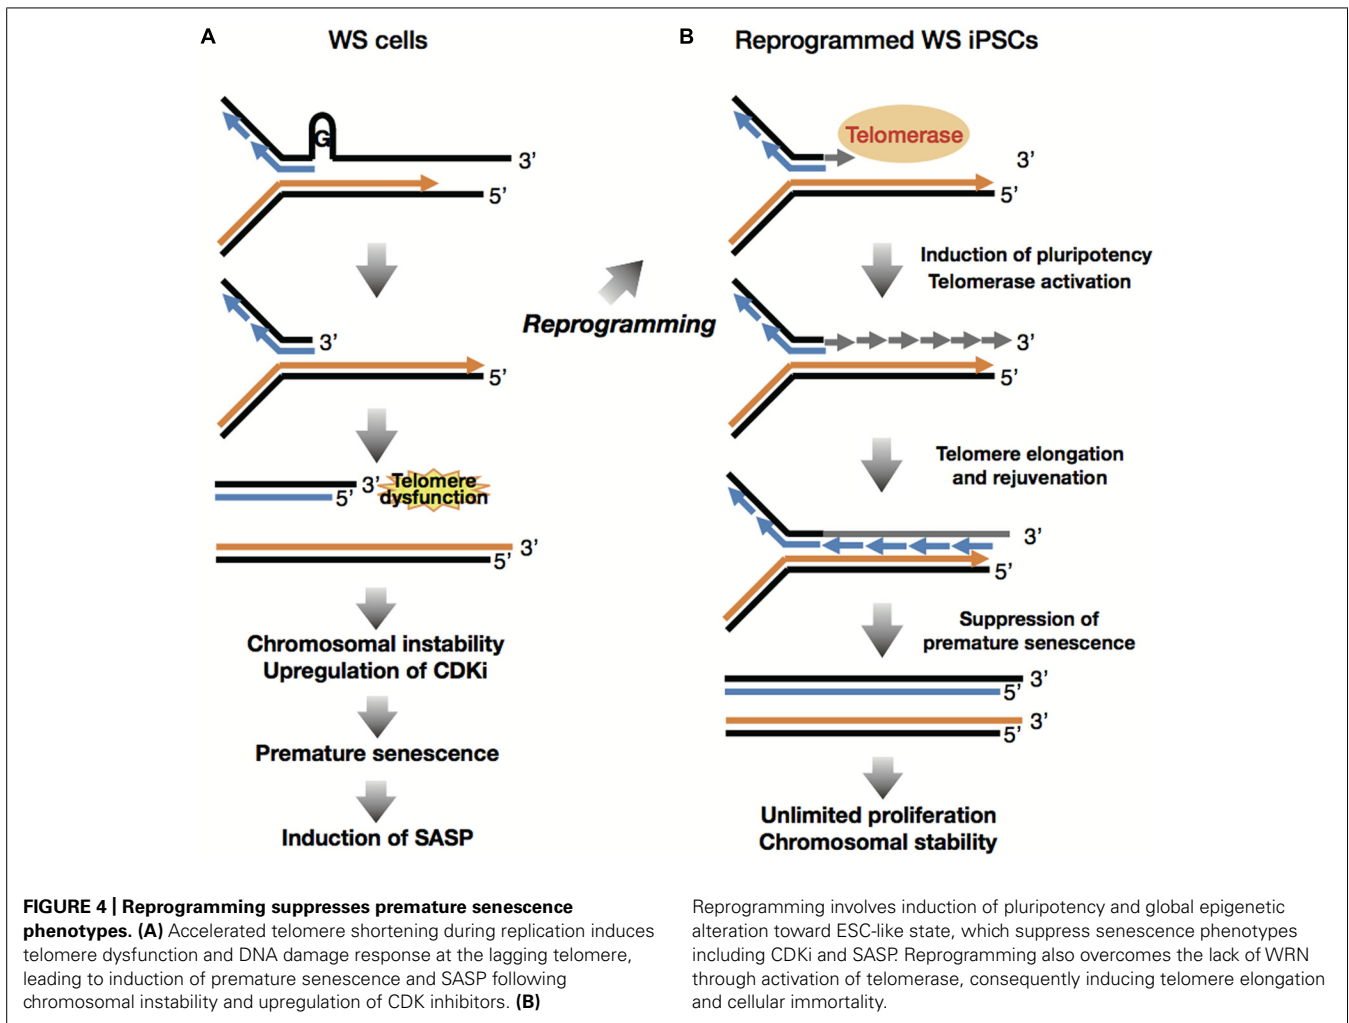 A
WS cells
G
3’
5’
3’
5’
3’
Telomere
dysfunction
5’
3’
5’
Chromosomal instability
Upregulation of CDKi
Premature senescence
Induction of SASP
Reprogramming
B
Reprogrammed WS iPSCs
Telomerase
3’
5’
Induction of pluripotency
Telomerase activation
3’
5’
Telomere elongation
and rejuvenation
3’
5’
Suppression of
premature senescence
3’
5’
3’
5’
Unlimited proliferation
Chromosomal stability
FIGURE 4 | Reprogramming suppresses premature senescence
phenotypes. (A) Accelerated telomere shortening during replication induces
telomere dysfunction and DNA damage response at the lagging telomere,
leading to induction of premature senescence and SASP following
chromosomal instability and upregulation of CDK inhibitors. (B)
Reprogramming involves induction of pluripotency and global epigenetic
alteration toward ESC-like state, which suppress senescence phenotypes
including CDKi and SASP. Reprogramming also overcomes the lack of WRN
through activation of telomerase, consequently inducing telomere elongation
and cellular immortality.